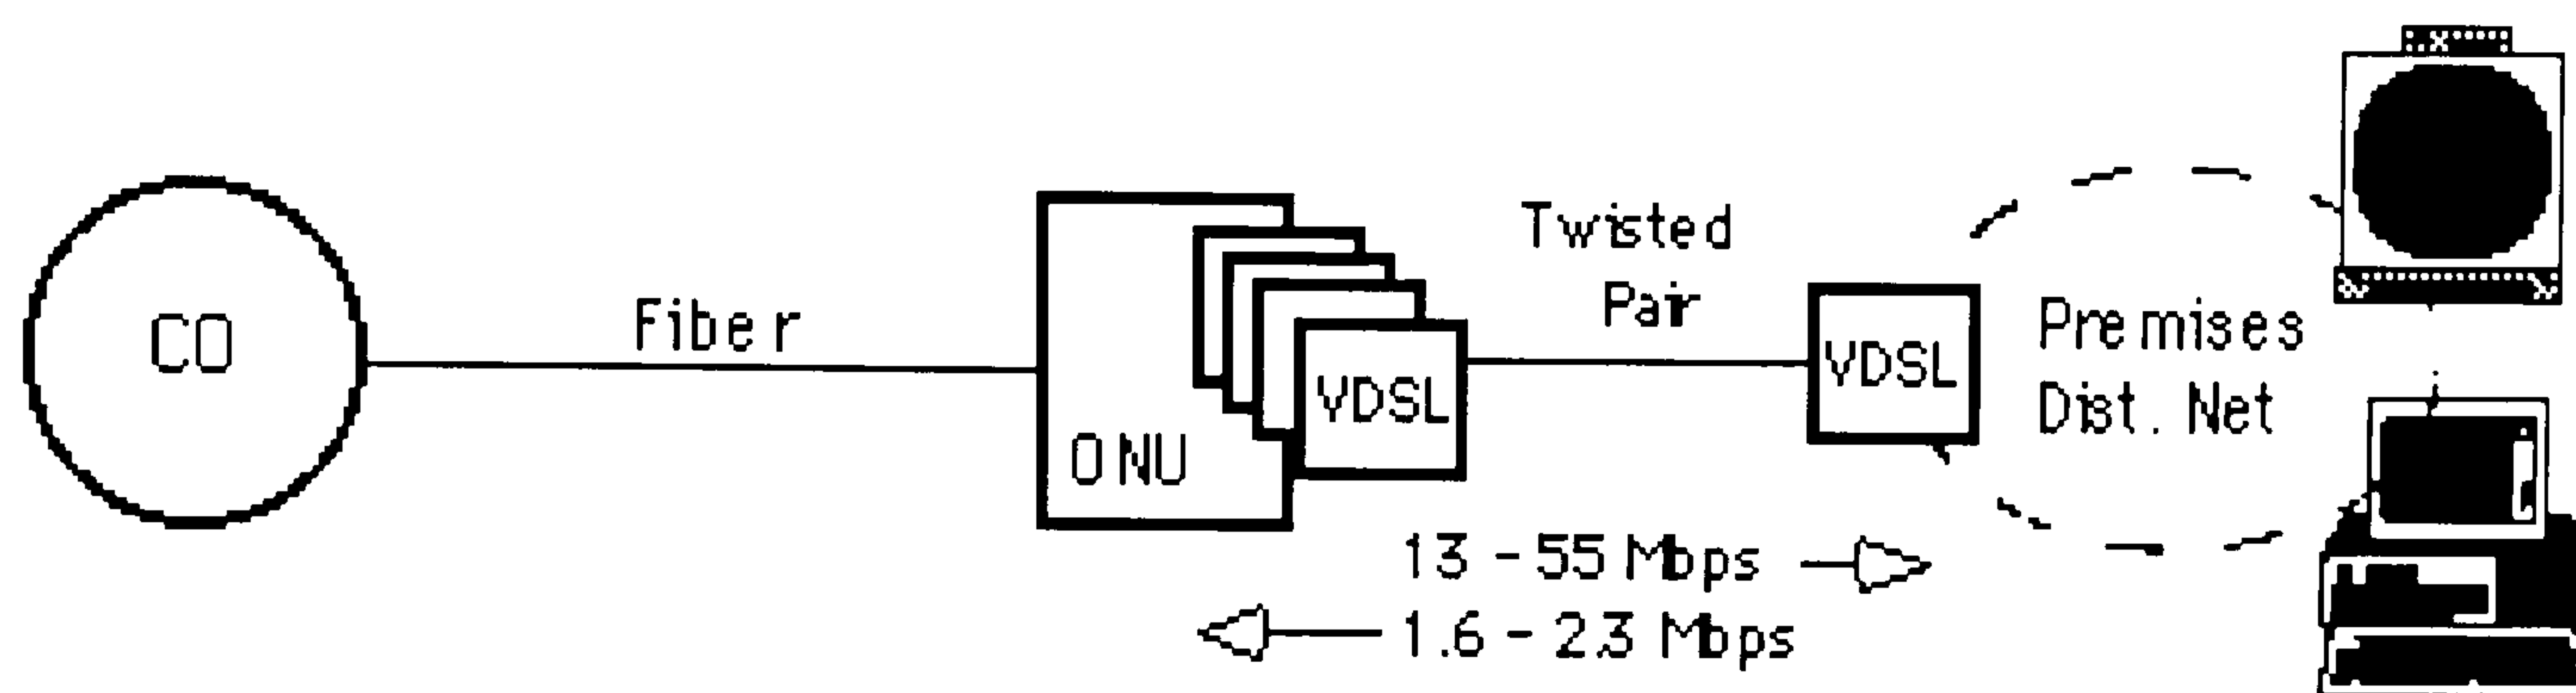 CO
Fiber
ONU
VDSL
Twisted
Pair
VDSL
Premises
Dist. Net
13 - 55 Mbps
1.6 - 2.3 Mbps